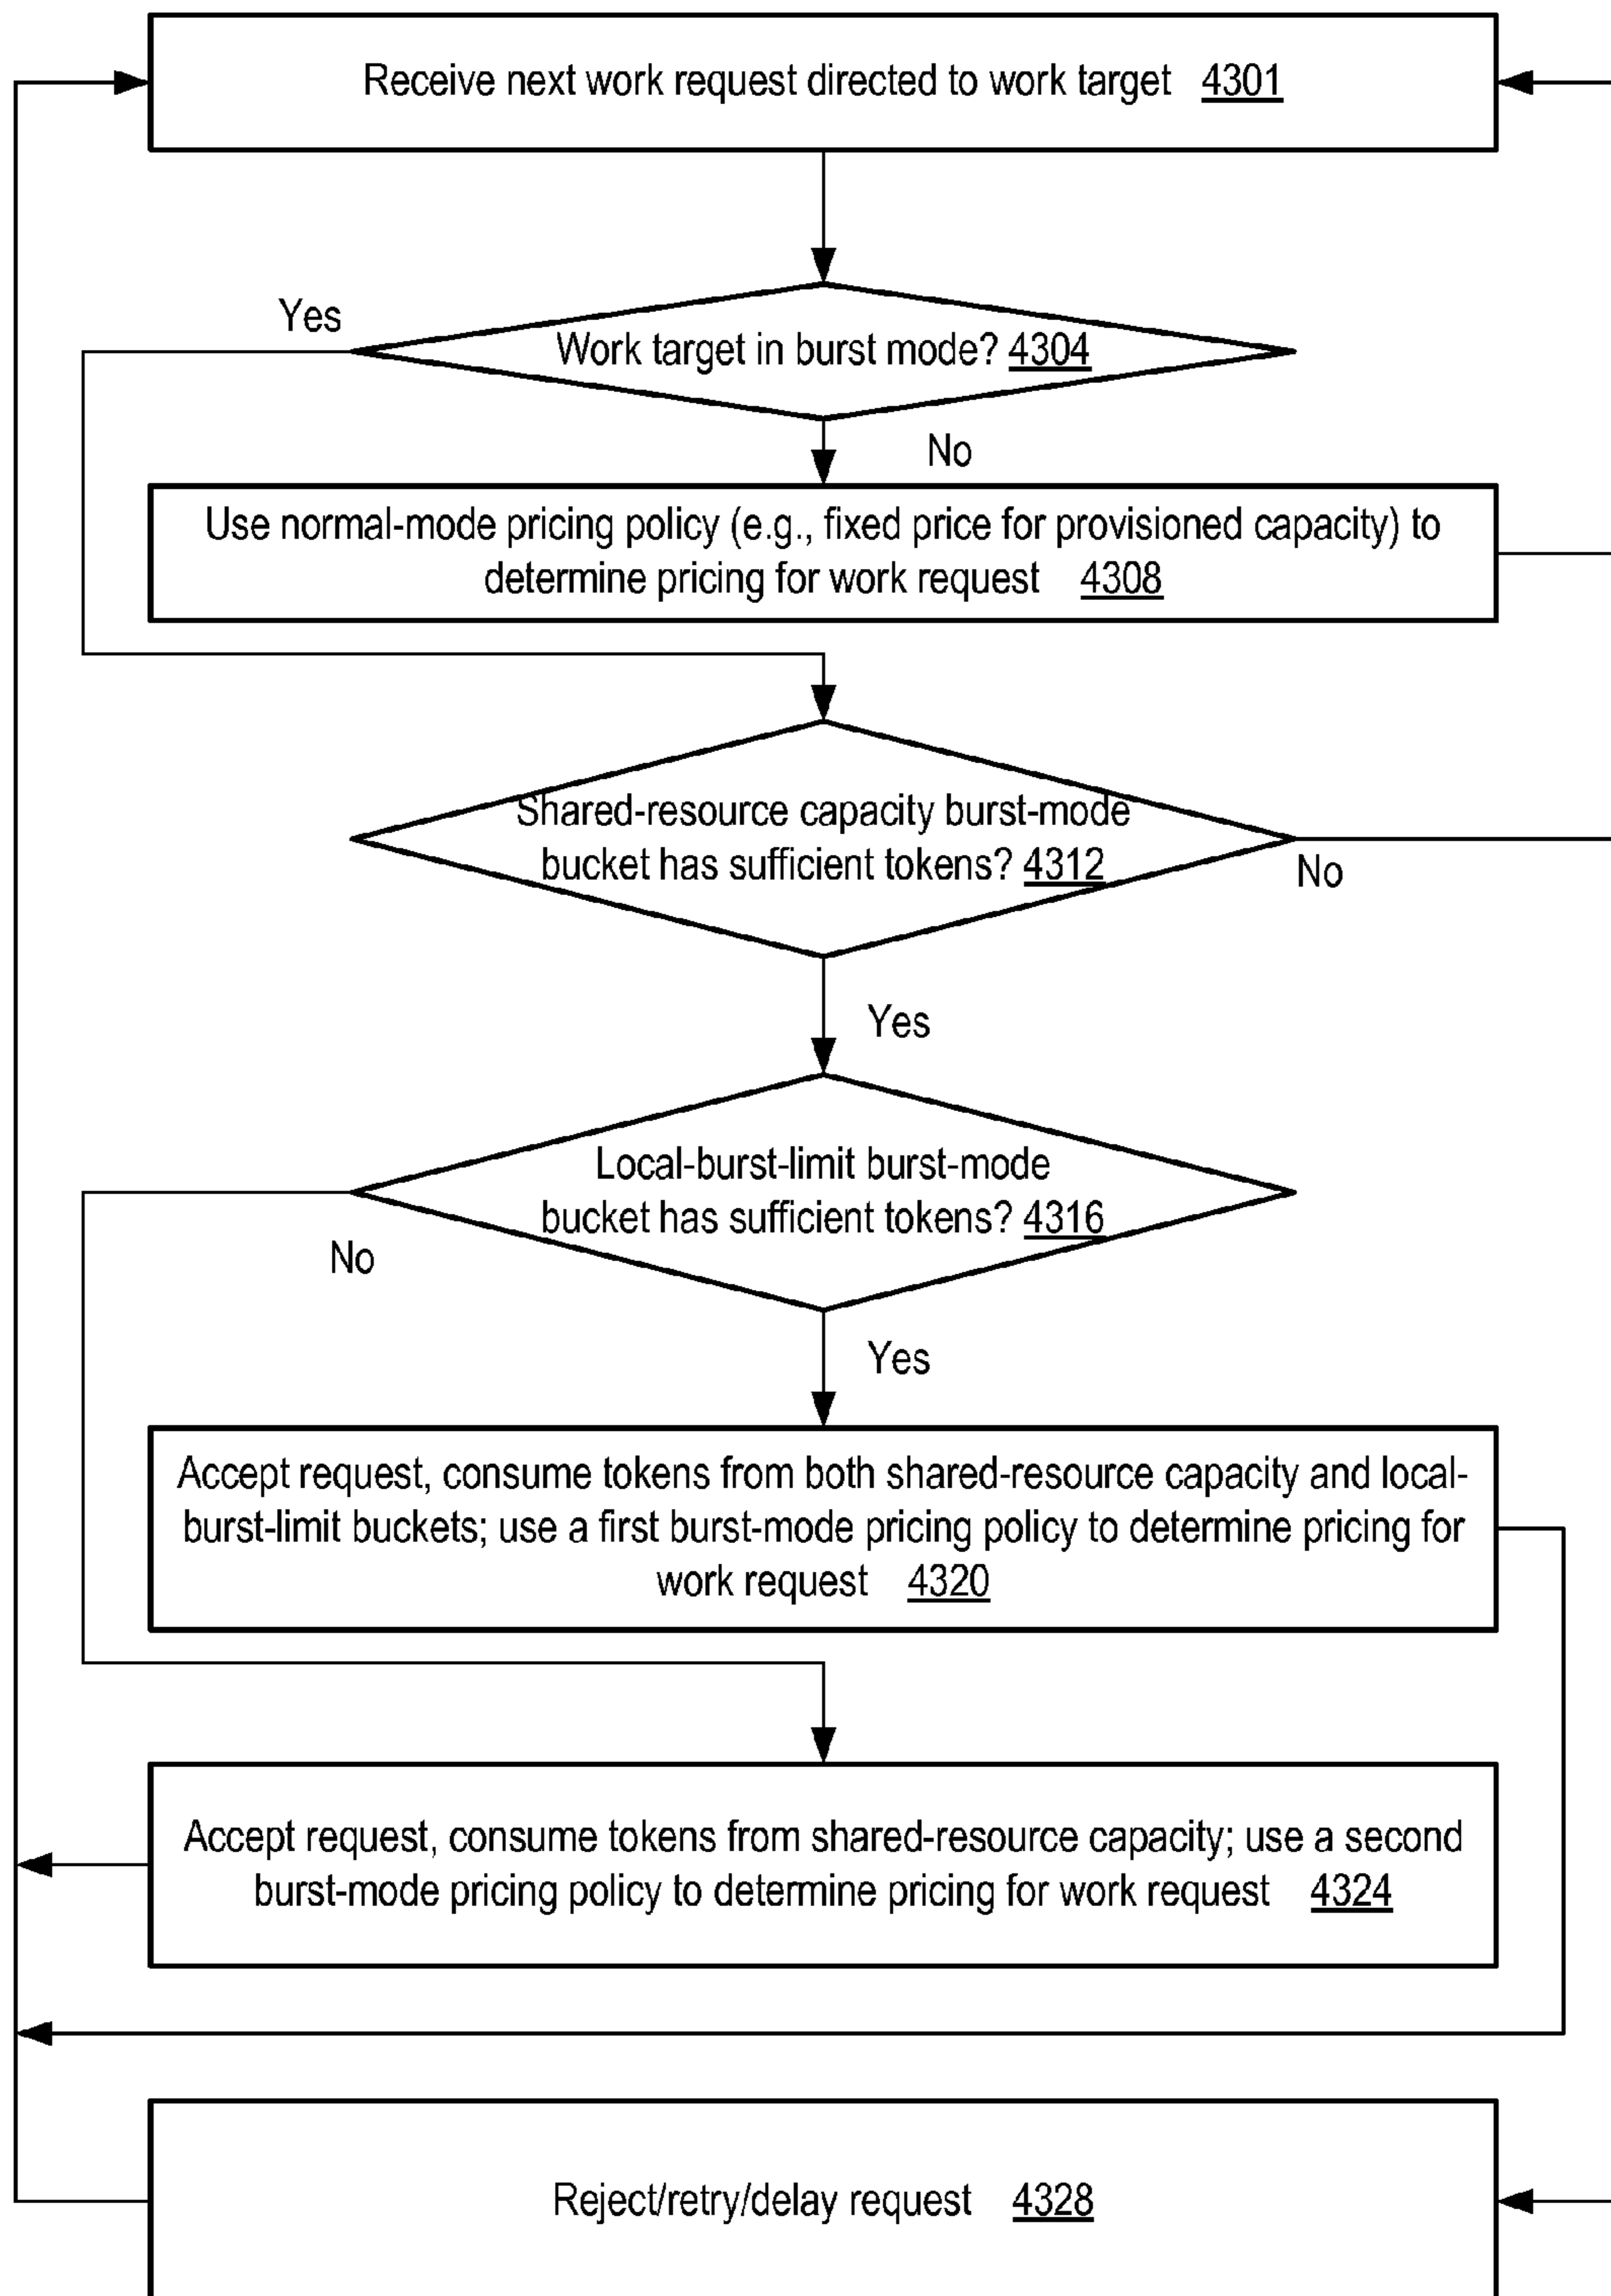 Receive next work request directed to work target 4301
Yes
Work target in burst mode? 4304
No
Use normal-mode pricing policy (e.g., fixed price for provisioned capacity) to
determine pricing for work request 4308
Shared-resource capacity burst-mode
bucket has sufficient tokens? 4312
No
Yes
Local-burst-limit burst-mode
bucket has sufficient tokens? 4316
No
Yes
Accept request, consume tokens from both shared-resource capacity and local-
burst-limit buckets; use a first burst-mode pricing policy to determine pricing for
work request 4320
Accept request, consume tokens from shared-resource capacity; use a second
burst-mode pricing policy to determine pricing for work request 4324
Reject/retry/delay request 4328